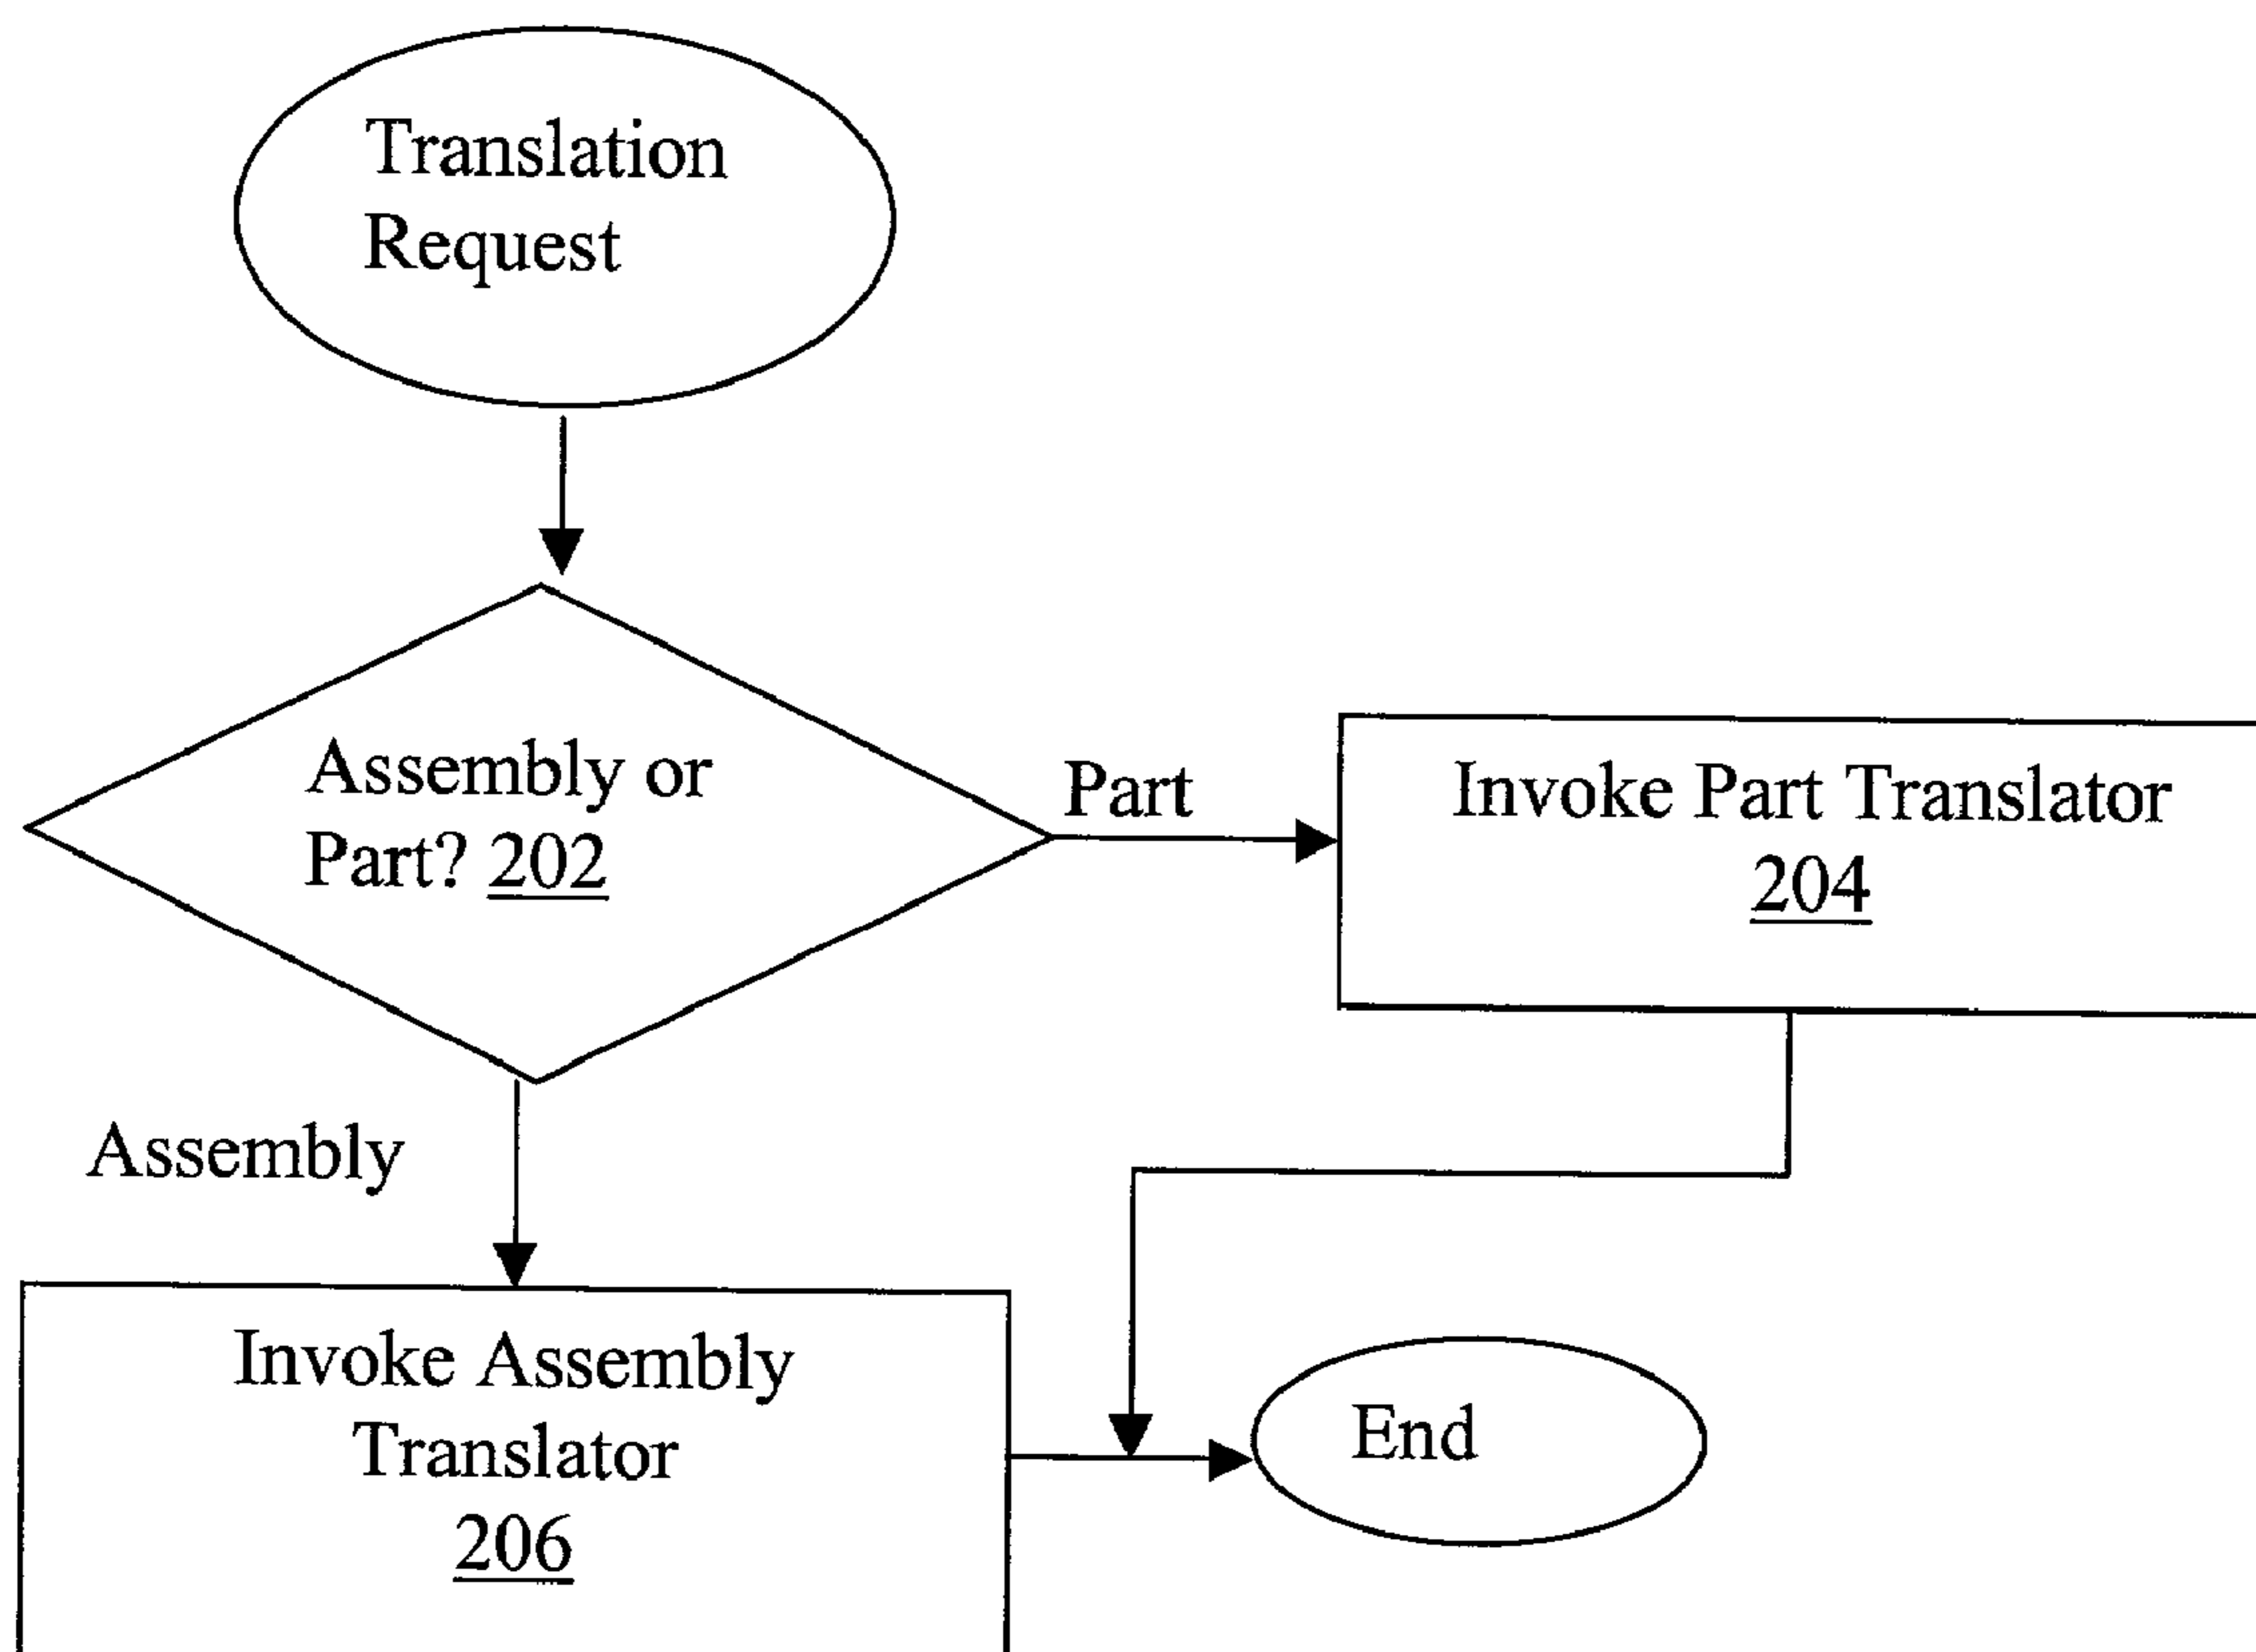 Translation
Request
Assembly or
Part? 202
Part
Invoke Part Translator
204
Assembly
Invoke Assembly
Translator
206
End